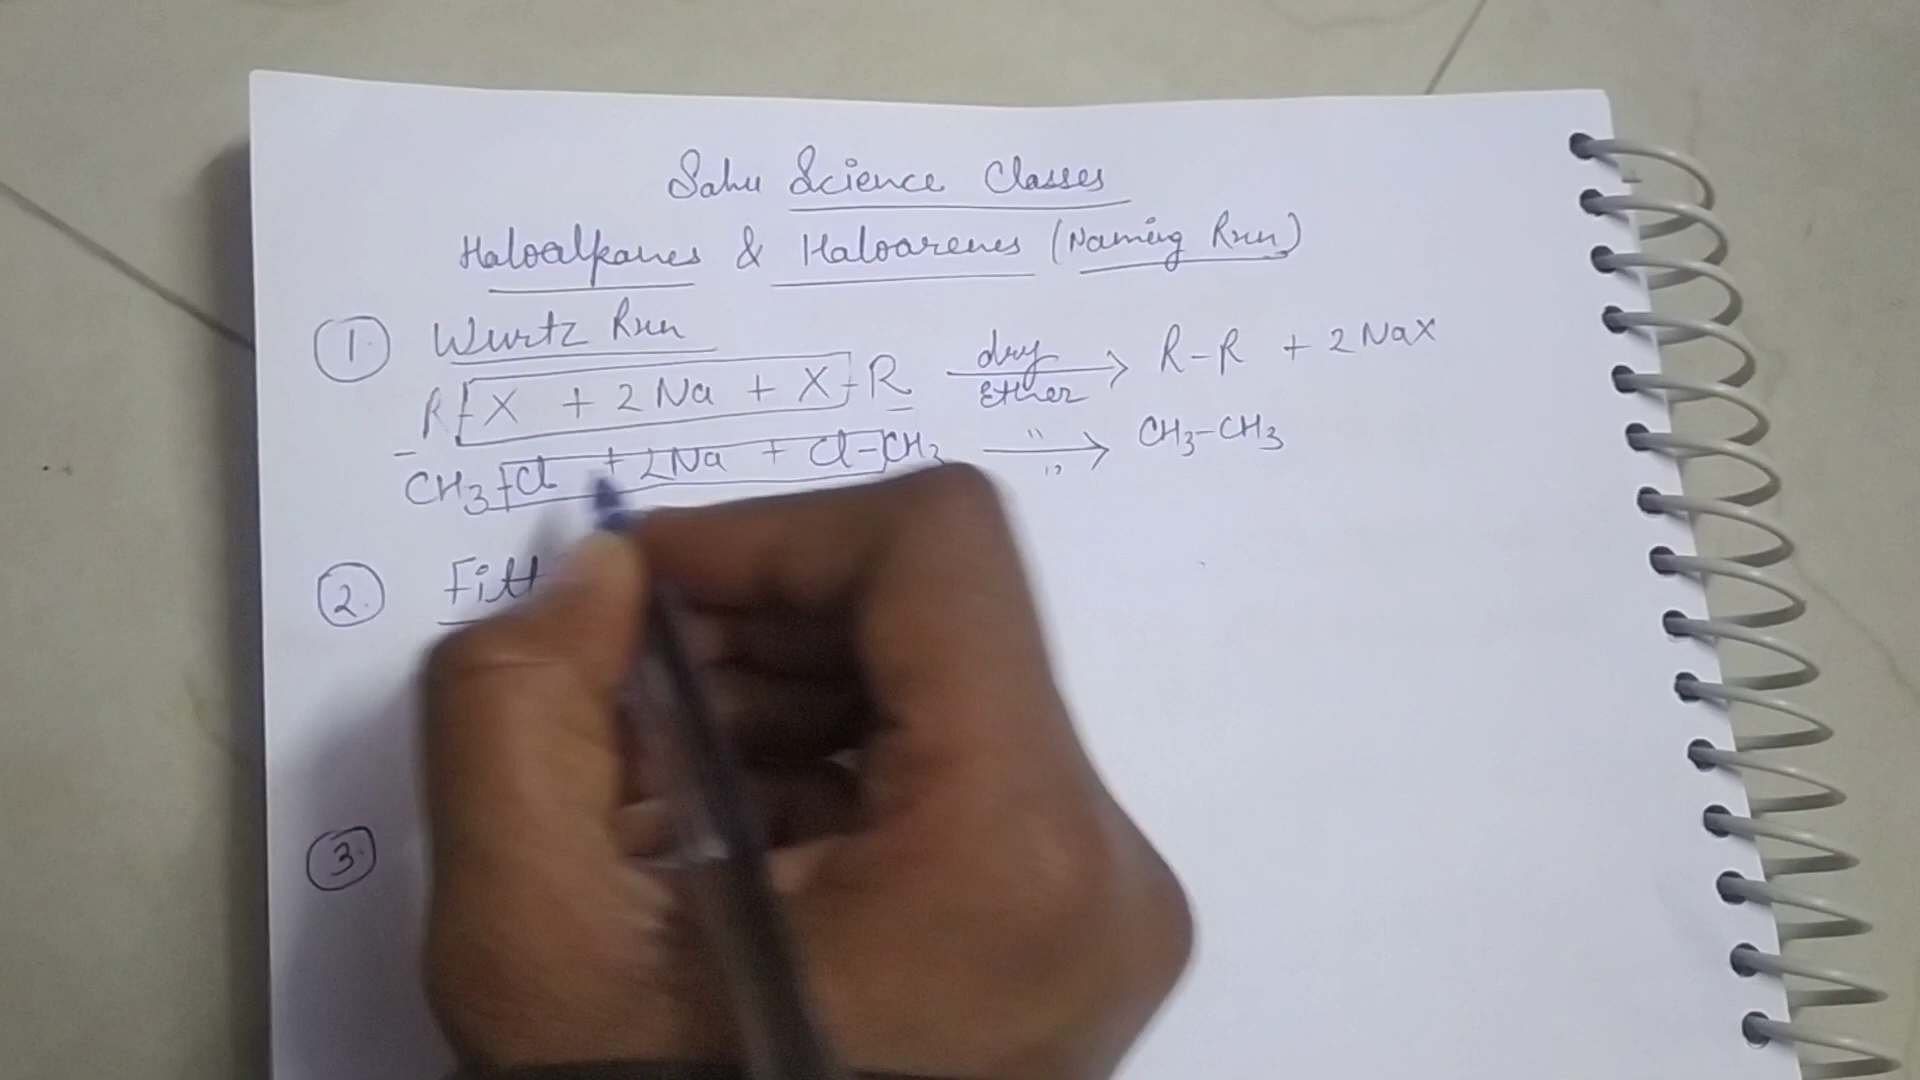 Sahu Science Classes
Haloalkanes & Haloarenes (Naming Rxn)
1. Wurtz Rxn
R-X + 2Na + X-R dry Ether → R-R + 2NaX
CH3-Cl + 2Na + Cl-CH3 " → " CH3-CH3
2. Fitt
3.